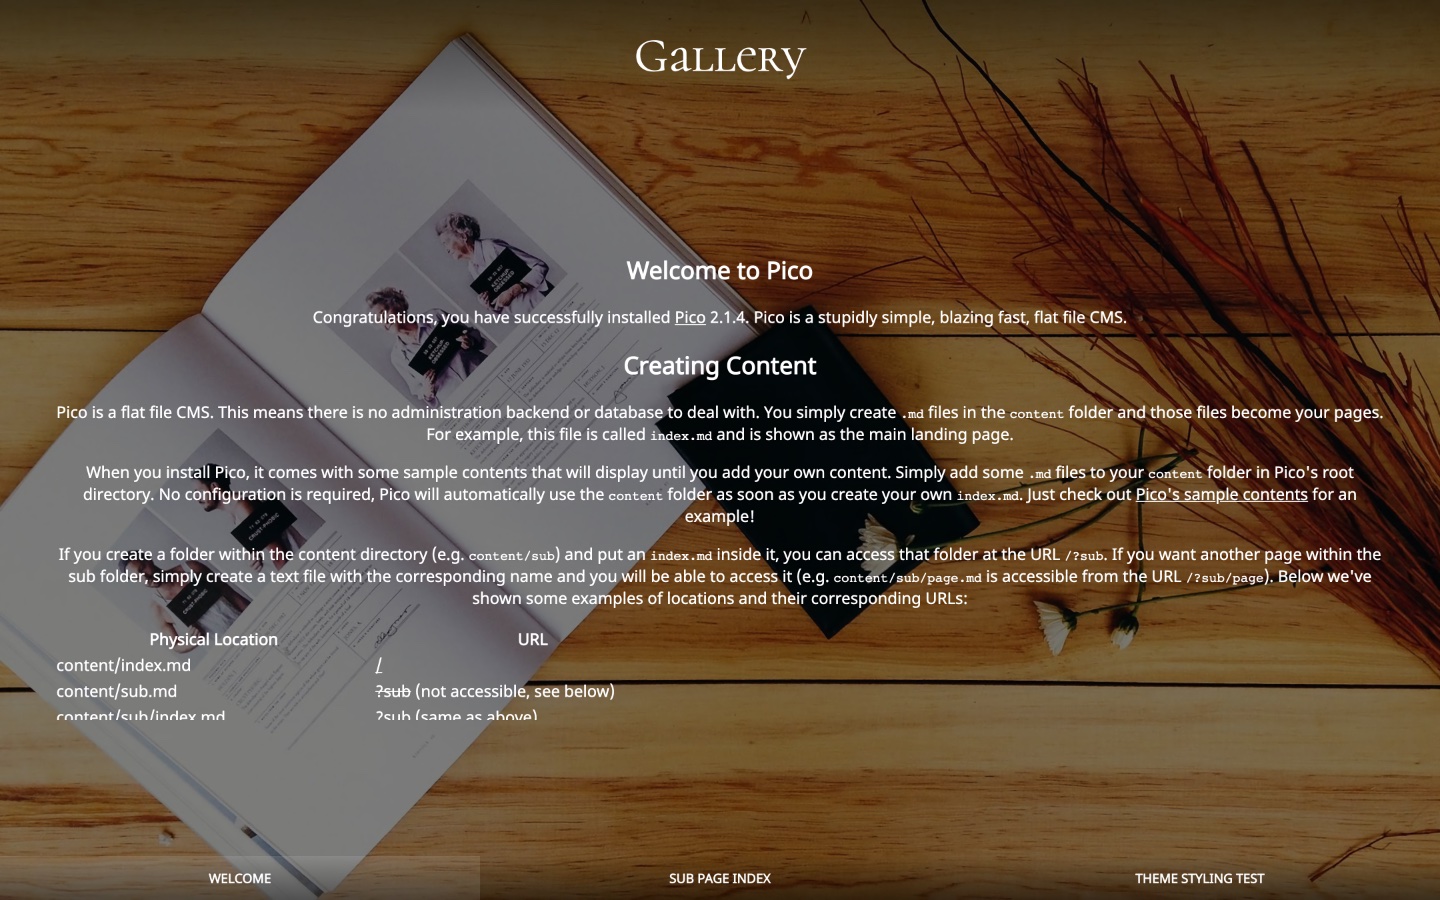 Gallery
Welcome to Pico
Congratulations, you have successfully installed Pico 2.1.4. Pico is a stupidly simple, blazing fast, flat file CMS.
Creating Content
Pico is a flat file CMS. This means there is no administration backend or database to deal with. You simply create .md files in the content folder and those files become your pages.
For example, this file is called index.md and is shown as the main landing page.
When you install Pico, it comes with some sample contents that will display until you add your own content. Simply add some .md files to your content folder in Pico's root
directory. No configuration is required, Pico will automatically use the content folder as soon as you create your own index.md. Just check out Pico's sample contents for an
example!
If you create a folder within the content directory (e.g. content/sub) and put an index.md inside it, you can access that folder at the URL /?sub. If you want another page within the
sub folder, simply create a text file with the corresponding name and you will be able to access it (e.g. content/sub/page.md is accessible from the URL /?sub/page). Below we've
shown some examples of locations and their corresponding URLs:
Physical Location URL
content/index.md /
content/sub.md ?sub (not accessible, see below)
content/sub/index.md ?sub (same as above)
WELCOME SUB PAGE INDEX THEME STYLING TEST